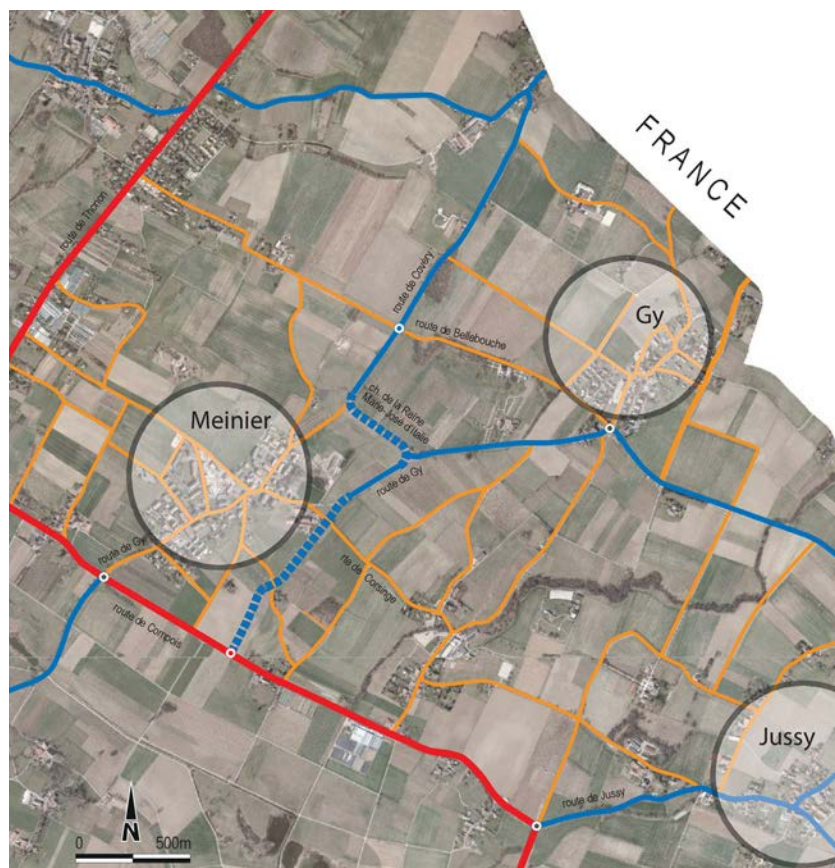 FRANCE
route de Thonon
route de Covéry
route de Bellebouche
Gy
ch. de la Reine
Marie-José d'Italie
Meinier
route de Gy
route de Gy
rte de Corsinge
route de Compois
Jussy
route de Jussy
N
0 500m